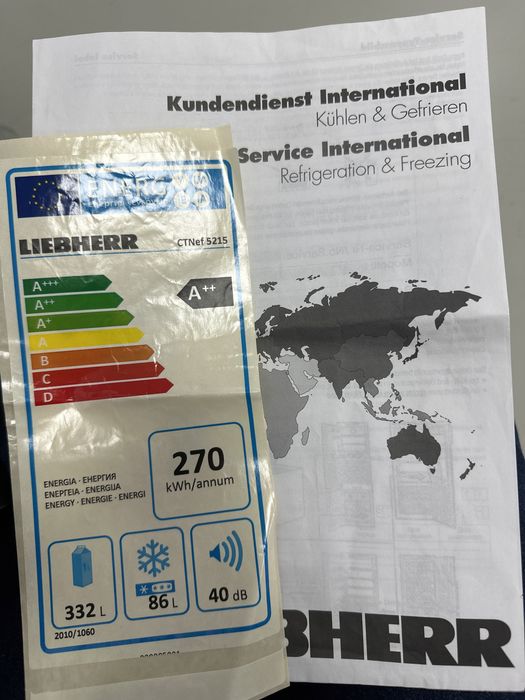 Kundendienst International
Kühlen & Gefrieren
Service International
Refrigeration & Freezing
ENERG
LIEBHERR
CTNef 5215
A+++
A++
A+
A
B
C
D
A++
ENERGIA · ЕНЕРГИЯ
ΕΝΕΡΓΕΙΑ · ENERGIJA
ENERGY · ENERGIE · ENERGI
270
kWh/annum
332 L
86 L
40 dB
2010/1060
BHERR